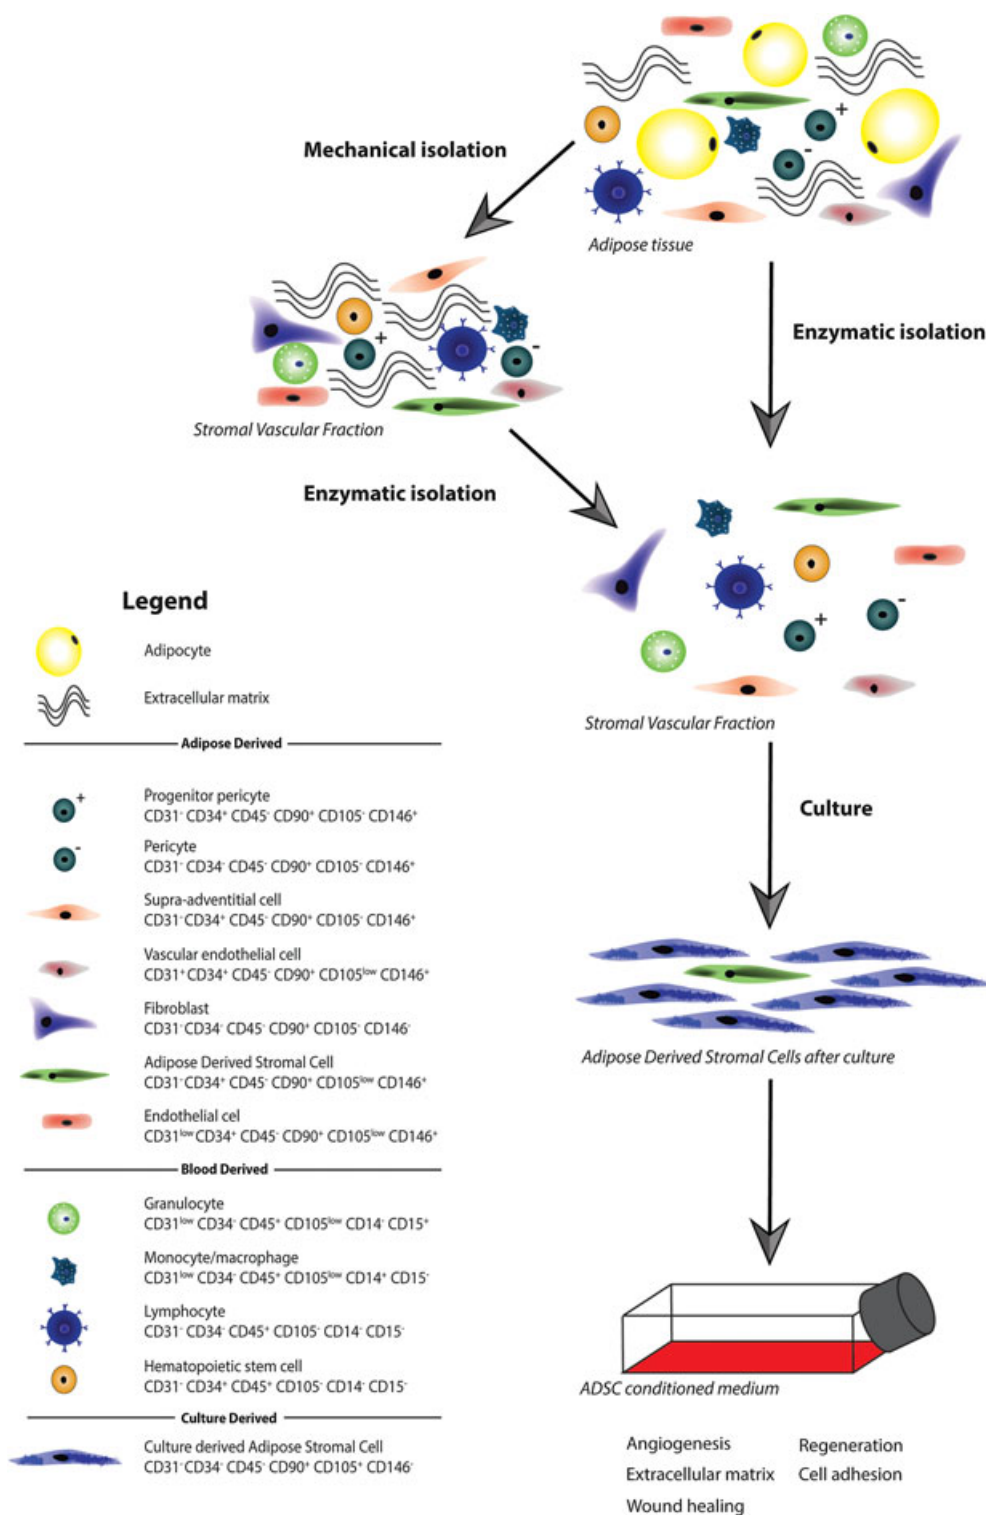 Mechanical isolation
Adipose tissue
Enzymatic isolation
Stromal Vascular Fraction
Enzymatic isolation
Stromal Vascular Fraction
Culture
Adipose Derived Stromal Cells after culture
ADSC conditioned medium
Angiogenesis Regeneration
Extracellular matrix Cell adhesion
Wound healing
+
-
+
-
+
-
Legend
Adipocyte
Extracellular matrix
Adipose Derived
+
Progenitor pericyte
CD31⁻ CD34⁺ CD45⁻ CD90⁺ CD105⁻ CD146⁺
-
Pericyte
CD31⁻ CD34⁻ CD45⁻ CD90⁺ CD105⁻ CD146⁺
Supra-adventitial cell
CD31⁻CD34⁺ CD45⁻ CD90⁺ CD105⁻ CD146⁺
Vascular endothelial cell
CD31⁺CD34⁺ CD45⁻ CD90⁺ CD105ˡᵒʷ CD146⁺
Fibroblast
CD31⁻CD34⁻ CD45⁻ CD90⁺ CD105⁻ CD146⁻
Adipose Derived Stromal Cell
CD31⁻CD34⁺ CD45⁻ CD90⁺ CD105ˡᵒʷ CD146⁺
Endothelial cel
CD31ˡᵒʷ CD34⁺ CD45⁻ CD90⁺ CD105ˡᵒʷ CD146⁺
Blood Derived
Granulocyte
CD31ˡᵒʷ CD34⁻ CD45⁺ CD105ˡᵒʷ CD14⁻ CD15⁺
Monocyte/macrophage
CD31ˡᵒʷ CD34⁻ CD45⁺ CD105ˡᵒʷ CD14⁺ CD15⁻
Lymphocyte
CD31⁻ CD34⁻ CD45⁺ CD105⁻ CD14⁻ CD15⁻
Hematopoietic stem cell
CD31⁻ CD34⁺ CD45⁺ CD105⁻ CD14⁻ CD15⁻
Culture Derived
Culture derived Adipose Stromal Cell
CD31⁻CD34⁻ CD45⁻ CD90⁺ CD105⁺ CD146⁻